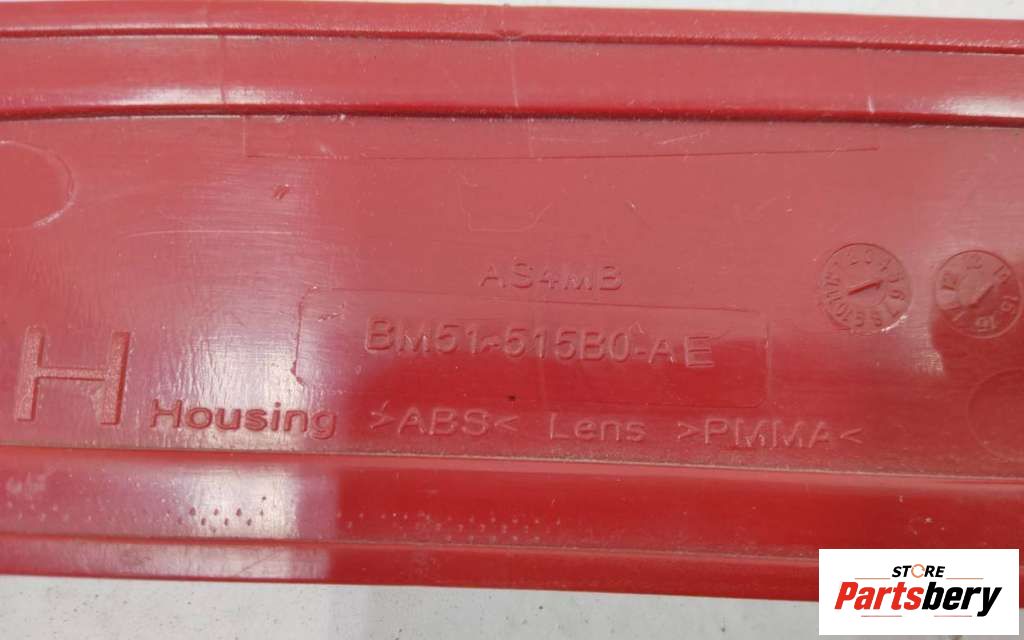 AS4MB
BM51-515B0-AE
H
Housing >ABS< Lens >PMMA<
STORE
Partsbery